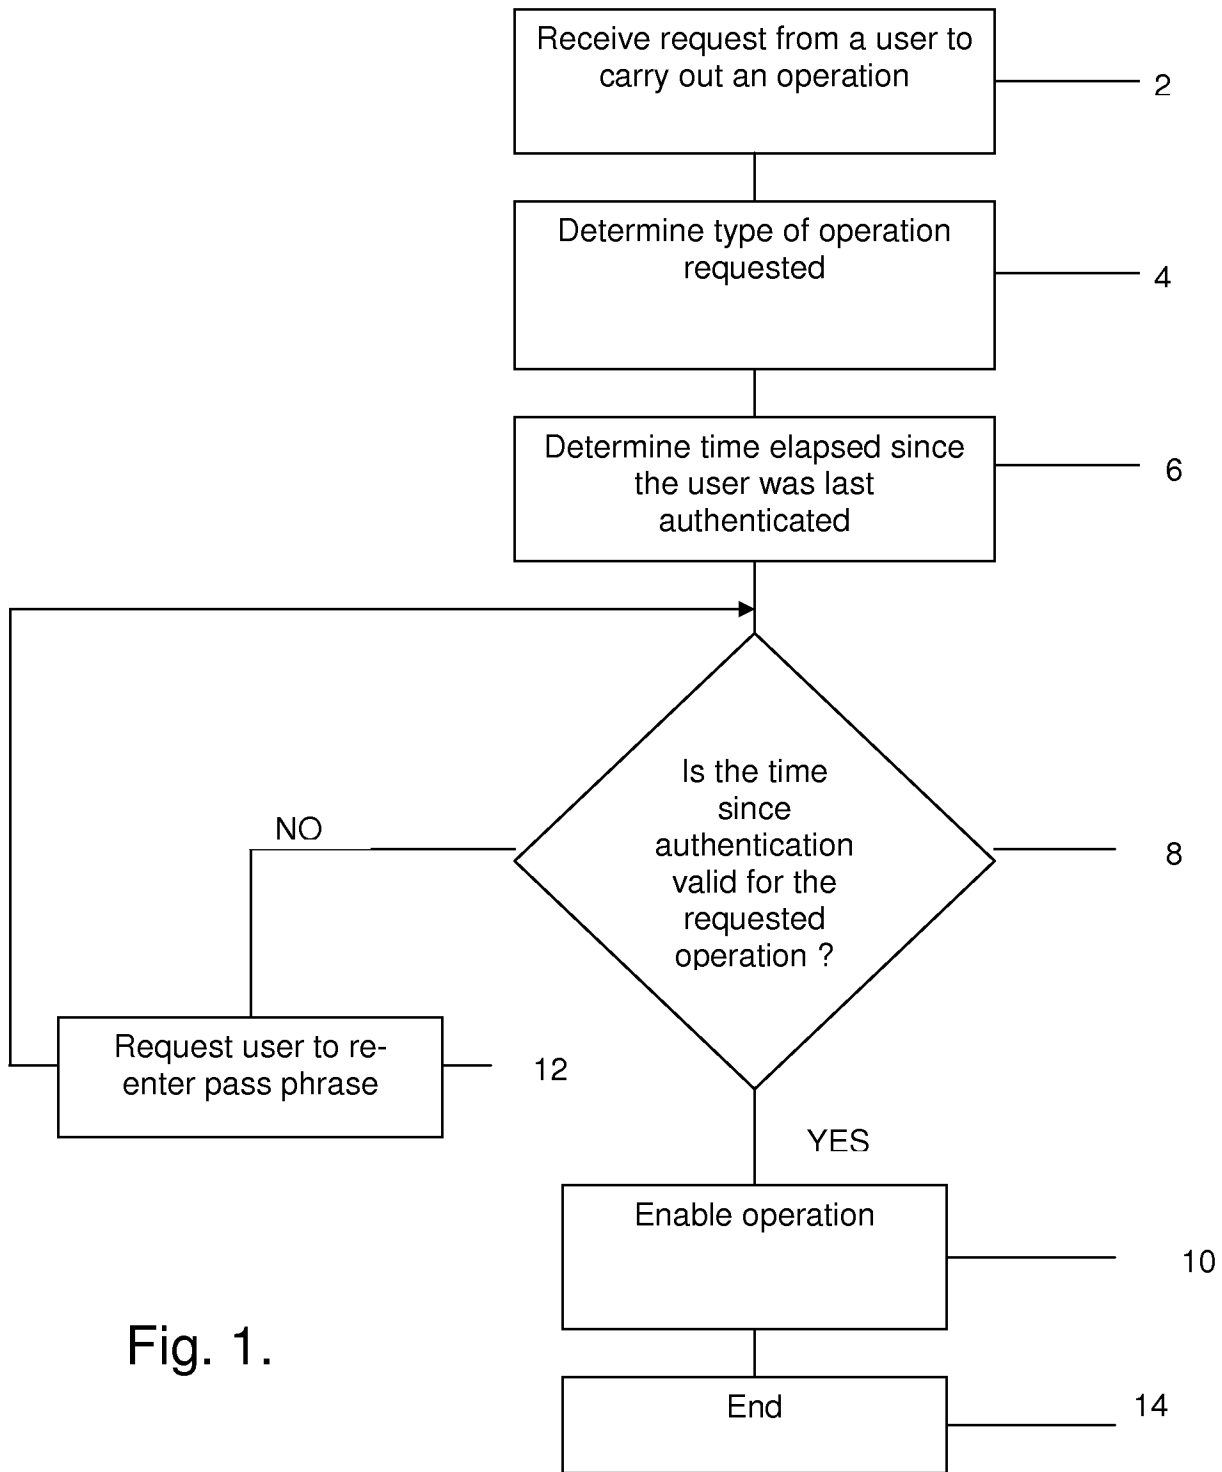 Receive request from a user to
carry out an operation
2
Determine type of operation
requested
4
Determine time elapsed since
the user was last
authenticated
6
Is the time
since
authentication
valid for the
requested
operation ?
8
NO
Request user to re-
enter pass phrase
12
YES
Enable operation
10
Fig. 1.
End
14